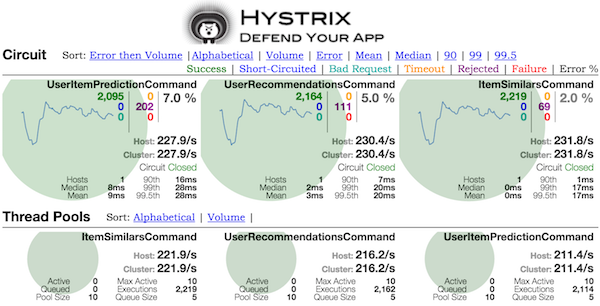 HYSTRIX
DEFEND YOUR APP
Circuit Sort: Error then Volume | Alphabetical | Volume | Error | Mean | Median | 90 | 99 | 99.5
Success | Short-Circuited | Bad Request | Timeout | Rejected | Failure | Error %
UserItemPredictionCommand UserRecommendationsCommand ItemSimilarsCommand
2,095 0 7.0 % 2,164 0 5.0 % 2,219 0 2.0 %
0 202 0 111 0 69
0 0 0 0 0 0
Host: 227.9/s Host: 230.4/s Host: 231.8/s
Cluster: 227.9/s Cluster: 230.4/s Cluster: 231.8/s
Circuit Closed Circuit Closed Circuit Closed
Hosts 1 90th 16ms Hosts 1 90th 7ms Hosts 1 90th 1ms
Median 8ms 99th 28ms Median 2ms 99th 20ms Median 0ms 99th 17ms
Mean 9ms 99.5th 28ms Mean 3ms 99.5th 20ms Mean 0ms 99.5th 17ms
Thread Pools Sort: Alphabetical | Volume |
ItemSimilarsCommand UserRecommendationsCommand UserItemPredictionCommand
Host: 221.9/s Host: 216.2/s Host: 211.4/s
Cluster: 221.9/s Cluster: 216.2/s Cluster: 211.4/s
Active 0 Max Active 10 Active 0 Max Active 10 Active 0 Max Active 10
Queued 0 Executions 2,219 Queued 0 Executions 2,162 Queued 0 Executions 2,114
Pool Size 10 Queue Size 5 Pool Size 10 Queue Size 5 Pool Size 10 Queue Size 5